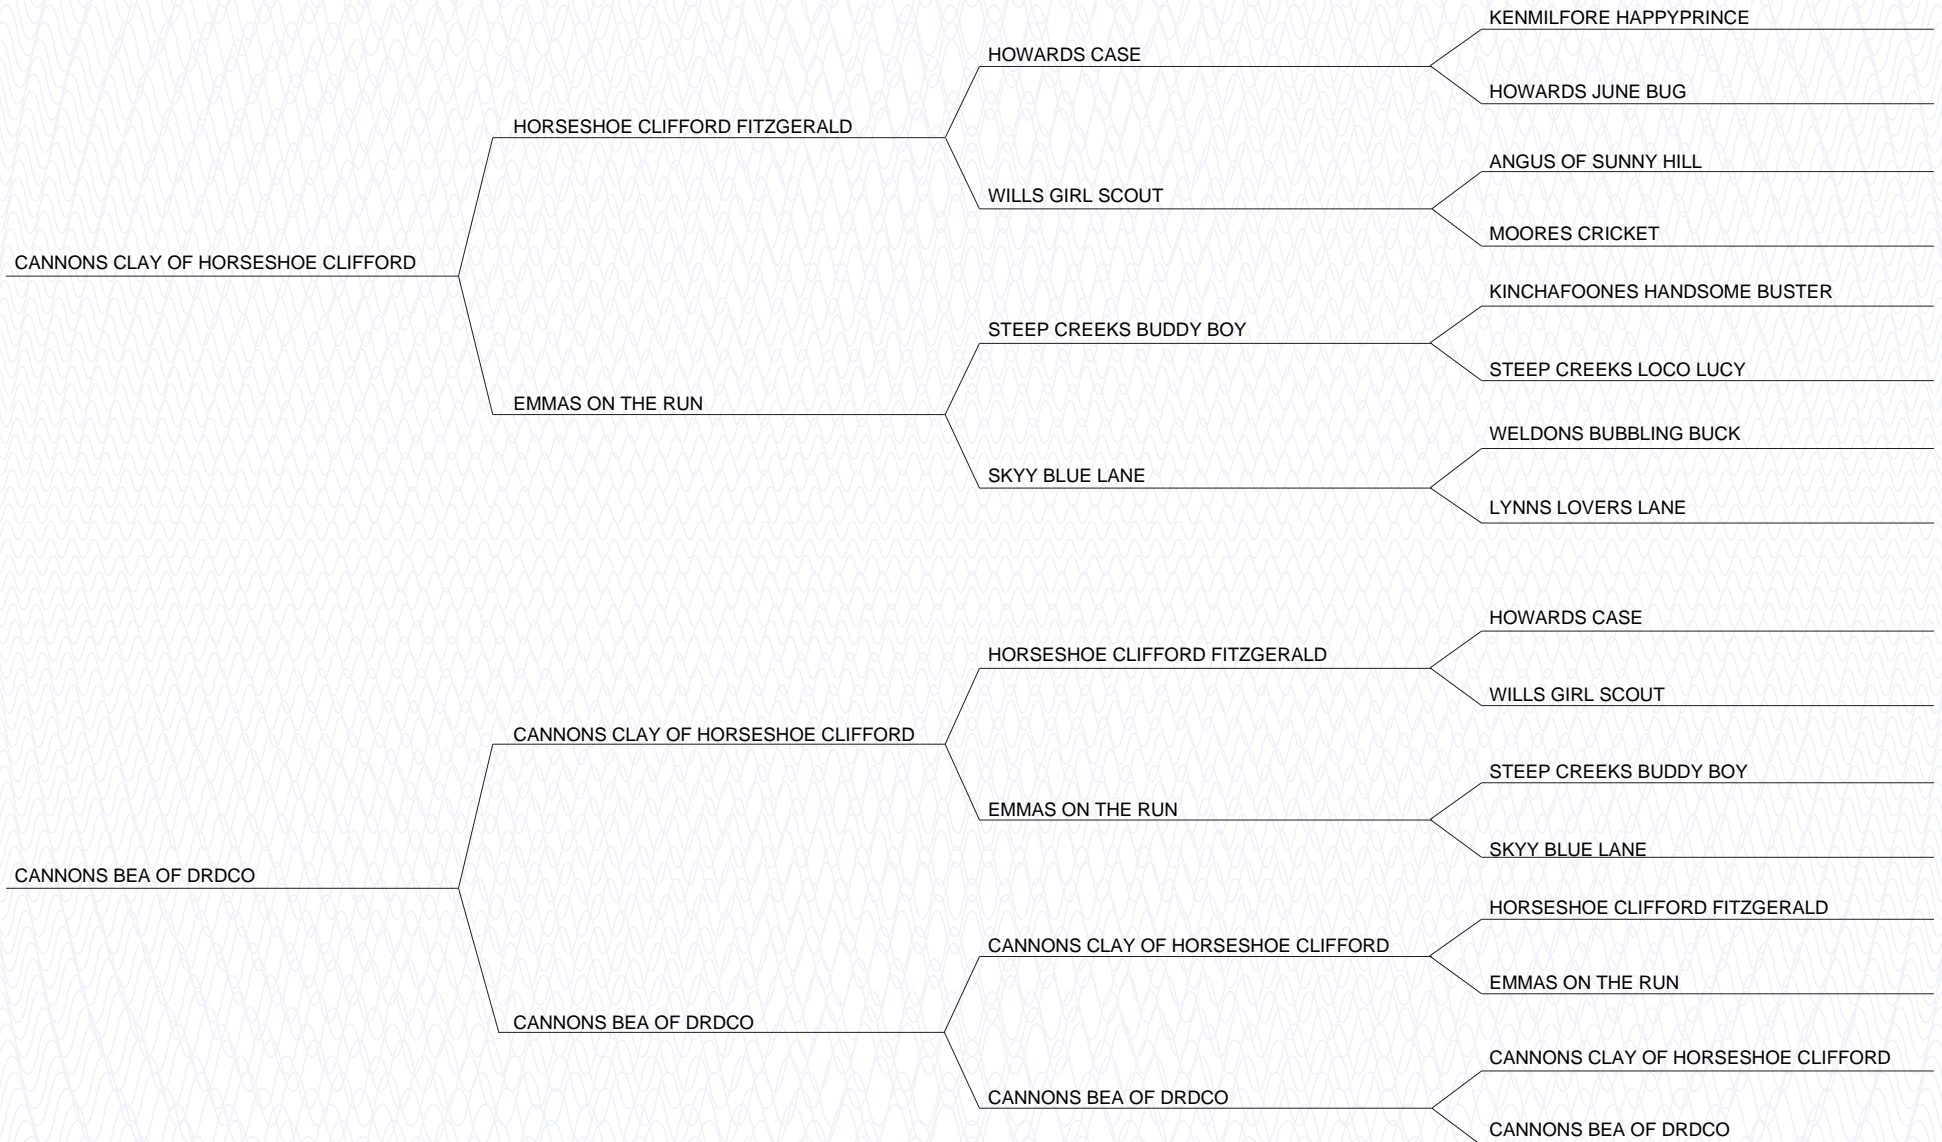 KENMILFORE HAPPYPRINCE
HOWARDS CASE
HOWARDS JUNE BUG
HORSESHOE CLIFFORD FITZGERALD
ANGUS OF SUNNY HILL
WILLS GIRL SCOUT
MOORES CRICKET
CANNONS CLAY OF HORSESHOE CLIFFORD
KINCHAFOONES HANDSOME BUSTER
STEEP CREEKS BUDDY BOY
STEEP CREEKS LOCO LUCY
EMMAS ON THE RUN
WELDONS BUBBLING BUCK
SKYY BLUE LANE
LYNNS LOVERS LANE
HOWARDS CASE
HORSESHOE CLIFFORD FITZGERALD
WILLS GIRL SCOUT
CANNONS CLAY OF HORSESHOE CLIFFORD
STEEP CREEKS BUDDY BOY
EMMAS ON THE RUN
SKYY BLUE LANE
CANNONS BEA OF DRDCO
HORSESHOE CLIFFORD FITZGERALD
CANNONS CLAY OF HORSESHOE CLIFFORD
EMMAS ON THE RUN
CANNONS BEA OF DRDCO
CANNONS CLAY OF HORSESHOE CLIFFORD
CANNONS BEA OF DRDCO
CANNONS BEA OF DRDCO